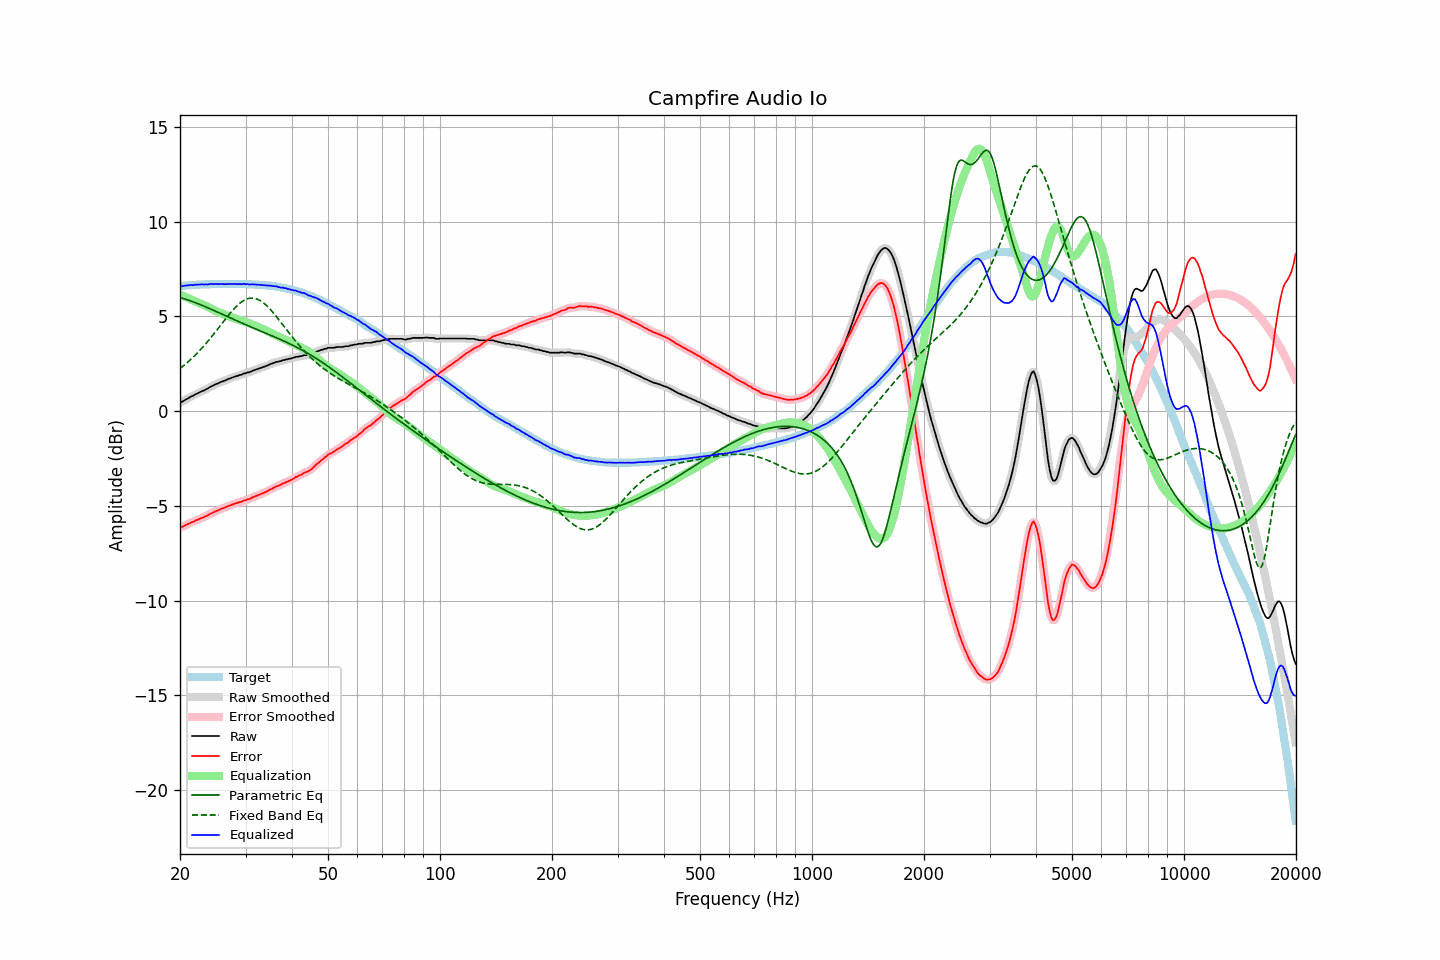 Campfire Audio Io
15
10
5
0
−5
−10
−15
−20
Amplitude (dBr)
Target
Raw Smoothed
Error Smoothed
Raw
Error
Equalization
Parametric Eq
Fixed Band Eq
Equalized
20 50 100 200 500 1000 2000 5000 10000 20000
Frequency (Hz)